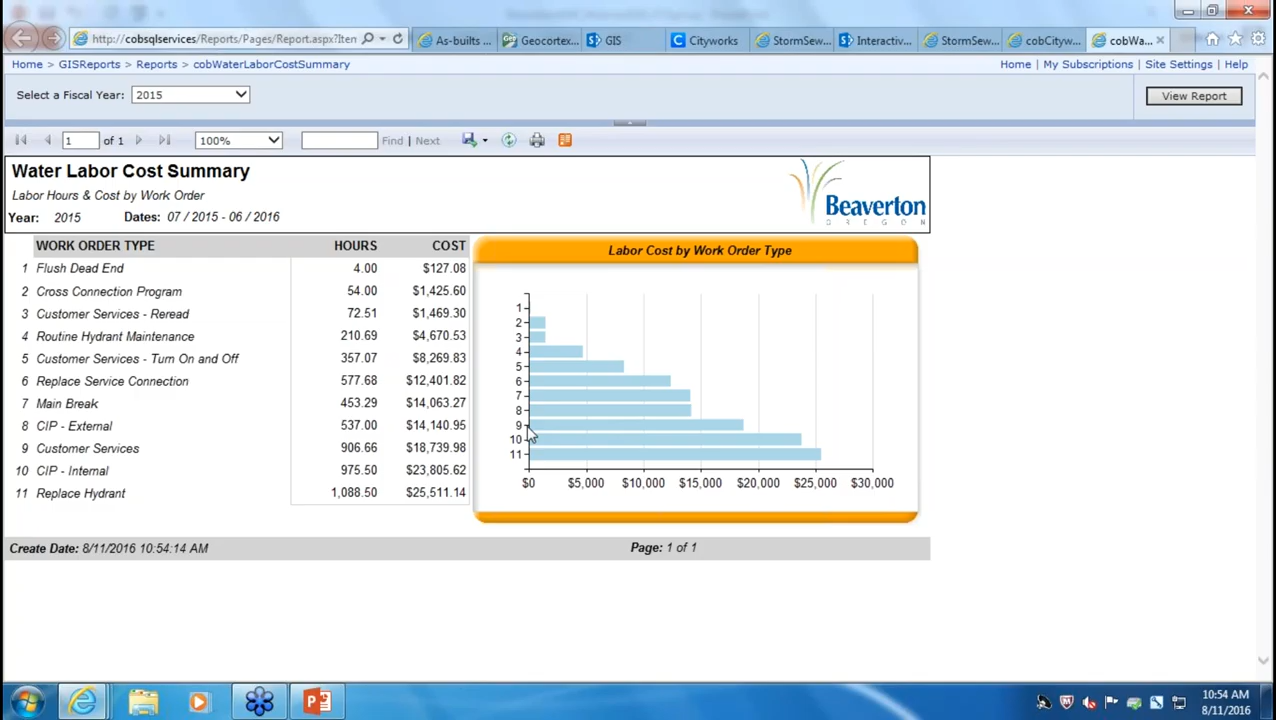 http://cobsqlservices/Reports/Pages/Report.aspx?Iten
As-builts ...
Geocortex...
GIS
Cityworks
StormSew...
Interactiv...
StormSew...
cobCityw...
cobWa...
Home > GISReports > Reports > cobWaterLaborCostSummary
Home | My Subscriptions | Site Settings | Help
Select a Fiscal Year: 2015
View Report
1 of 1
100%
Find | Next
Water Labor Cost Summary
Labor Hours & Cost by Work Order
Year: 2015 Dates: 07 / 2015 - 06 / 2016
Beaverton
OREGON
WORK ORDER TYPE HOURS COST
1 Flush Dead End 4.00 $127.08
2 Cross Connection Program 54.00 $1,425.60
3 Customer Services - Reread 72.51 $1,469.30
4 Routine Hydrant Maintenance 210.69 $4,670.53
5 Customer Services - Turn On and Off 357.07 $8,269.83
6 Replace Service Connection 577.68 $12,401.82
7 Main Break 453.29 $14,063.27
8 CIP - External 537.00 $14,140.95
9 Customer Services 906.66 $18,739.98
10 CIP - Internal 975.50 $23,805.62
11 Replace Hydrant 1,088.50 $25,511.14
Labor Cost by Work Order Type
1
2
3
4
5
6
7
8
9
10
11
$0 $5,000 $10,000 $15,000 $20,000 $25,000 $30,000
Create Date: 8/11/2016 10:54:14 AM
Page: 1 of 1
10:54 AM
8/11/2016